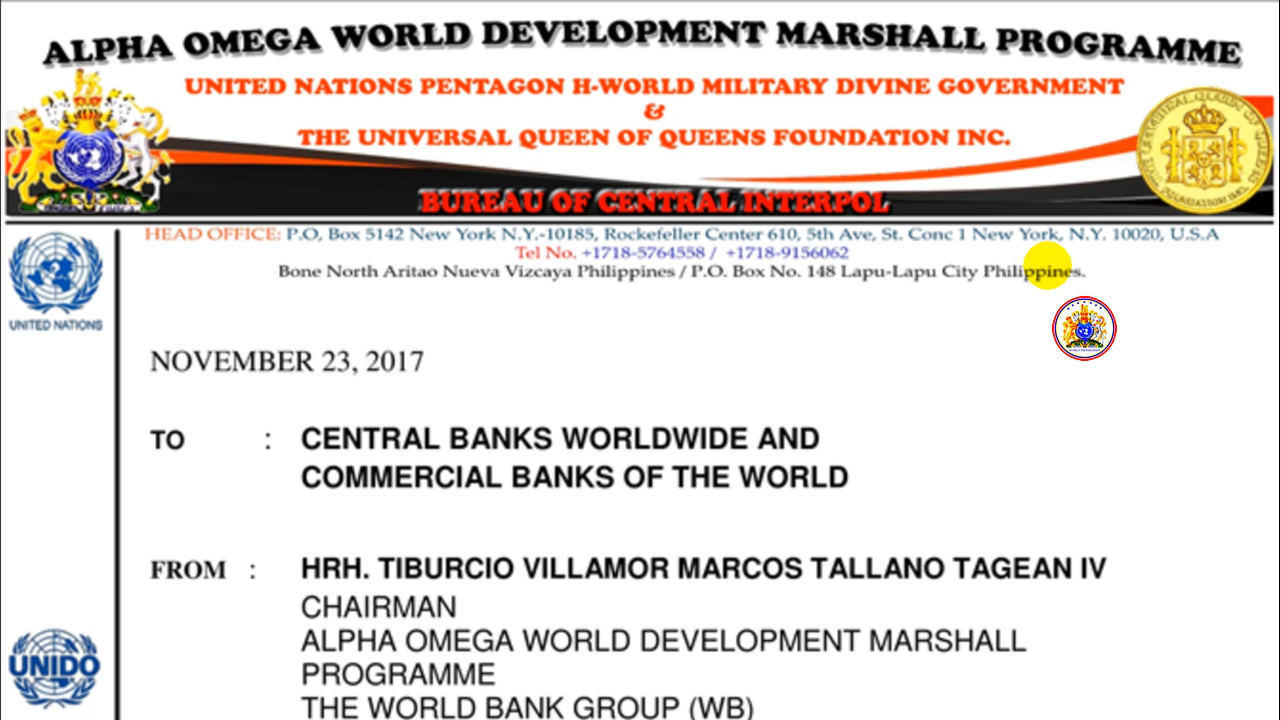 ALPHA OMEGA WORLD DEVELOPMENT MARSHALL PROGRAMME
UNITED NATIONS PENTAGON H-WORLD MILITARY DIVINE GOVERNMENT
&
THE UNIVERSAL QUEEN OF QUEENS FOUNDATION INC.
BUREAU OF CENTRAL INTERPOL
HEAD OFFICE: P.O, Box 5142 New York N.Y.-10185, Rockefeller Center 610, 5th Ave, St. Conc 1 New York, N.Y. 10020, U.S.A
Tel No. +1718-5764558 / +1718-9156062
Bone North Aritao Nueva Vizcaya Philippines / P.O. Box No. 148 Lapu-Lapu City Philippines.
UNITED NATIONS
NOVEMBER 23, 2017
TO : CENTRAL BANKS WORLDWIDE AND
COMMERCIAL BANKS OF THE WORLD
FROM : HRH. TIBURCIO VILLAMOR MARCOS TALLANO TAGEAN IV
CHAIRMAN
ALPHA OMEGA WORLD DEVELOPMENT MARSHALL
PROGRAMME
THE WORLD BANK GROUP (WB)
UNIDO